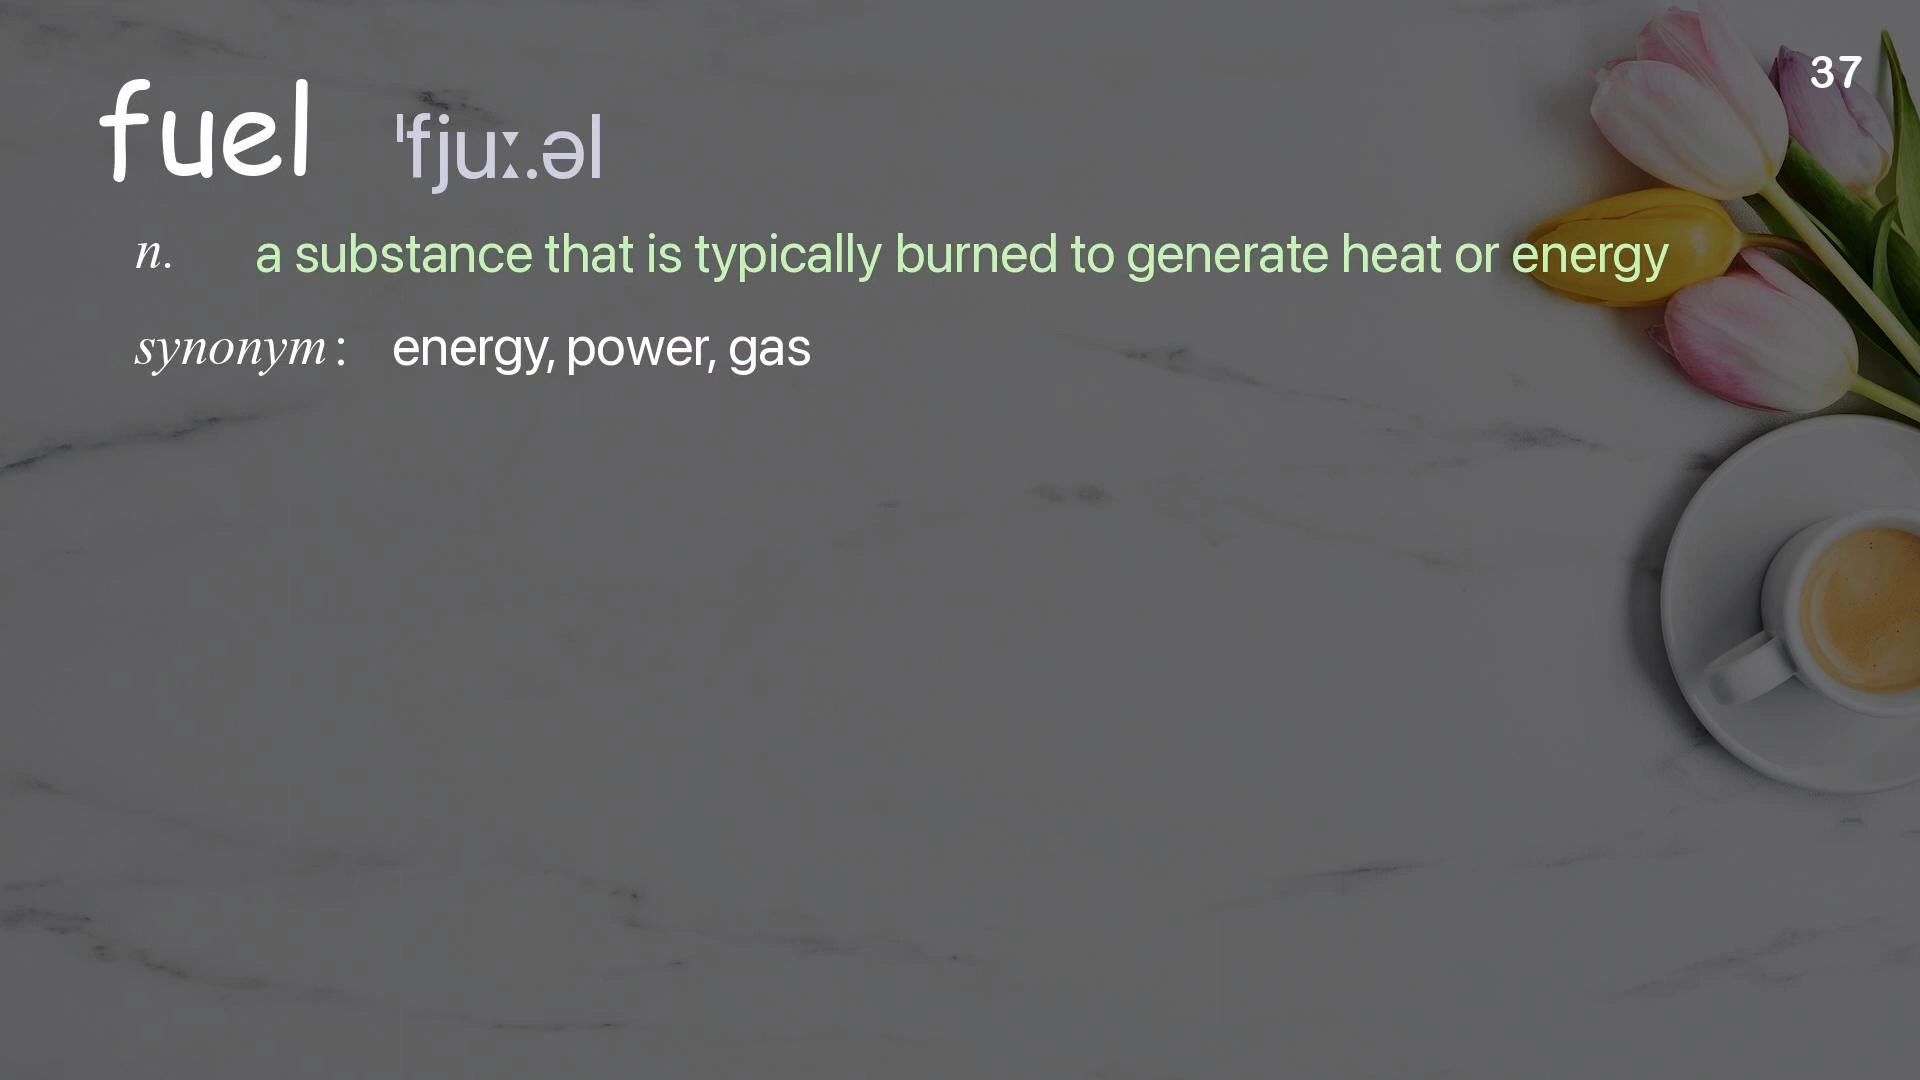 37
fuel ˈfjuː.əl
n. a substance that is typically burned to generate heat or energy
synonym : energy, power, gas